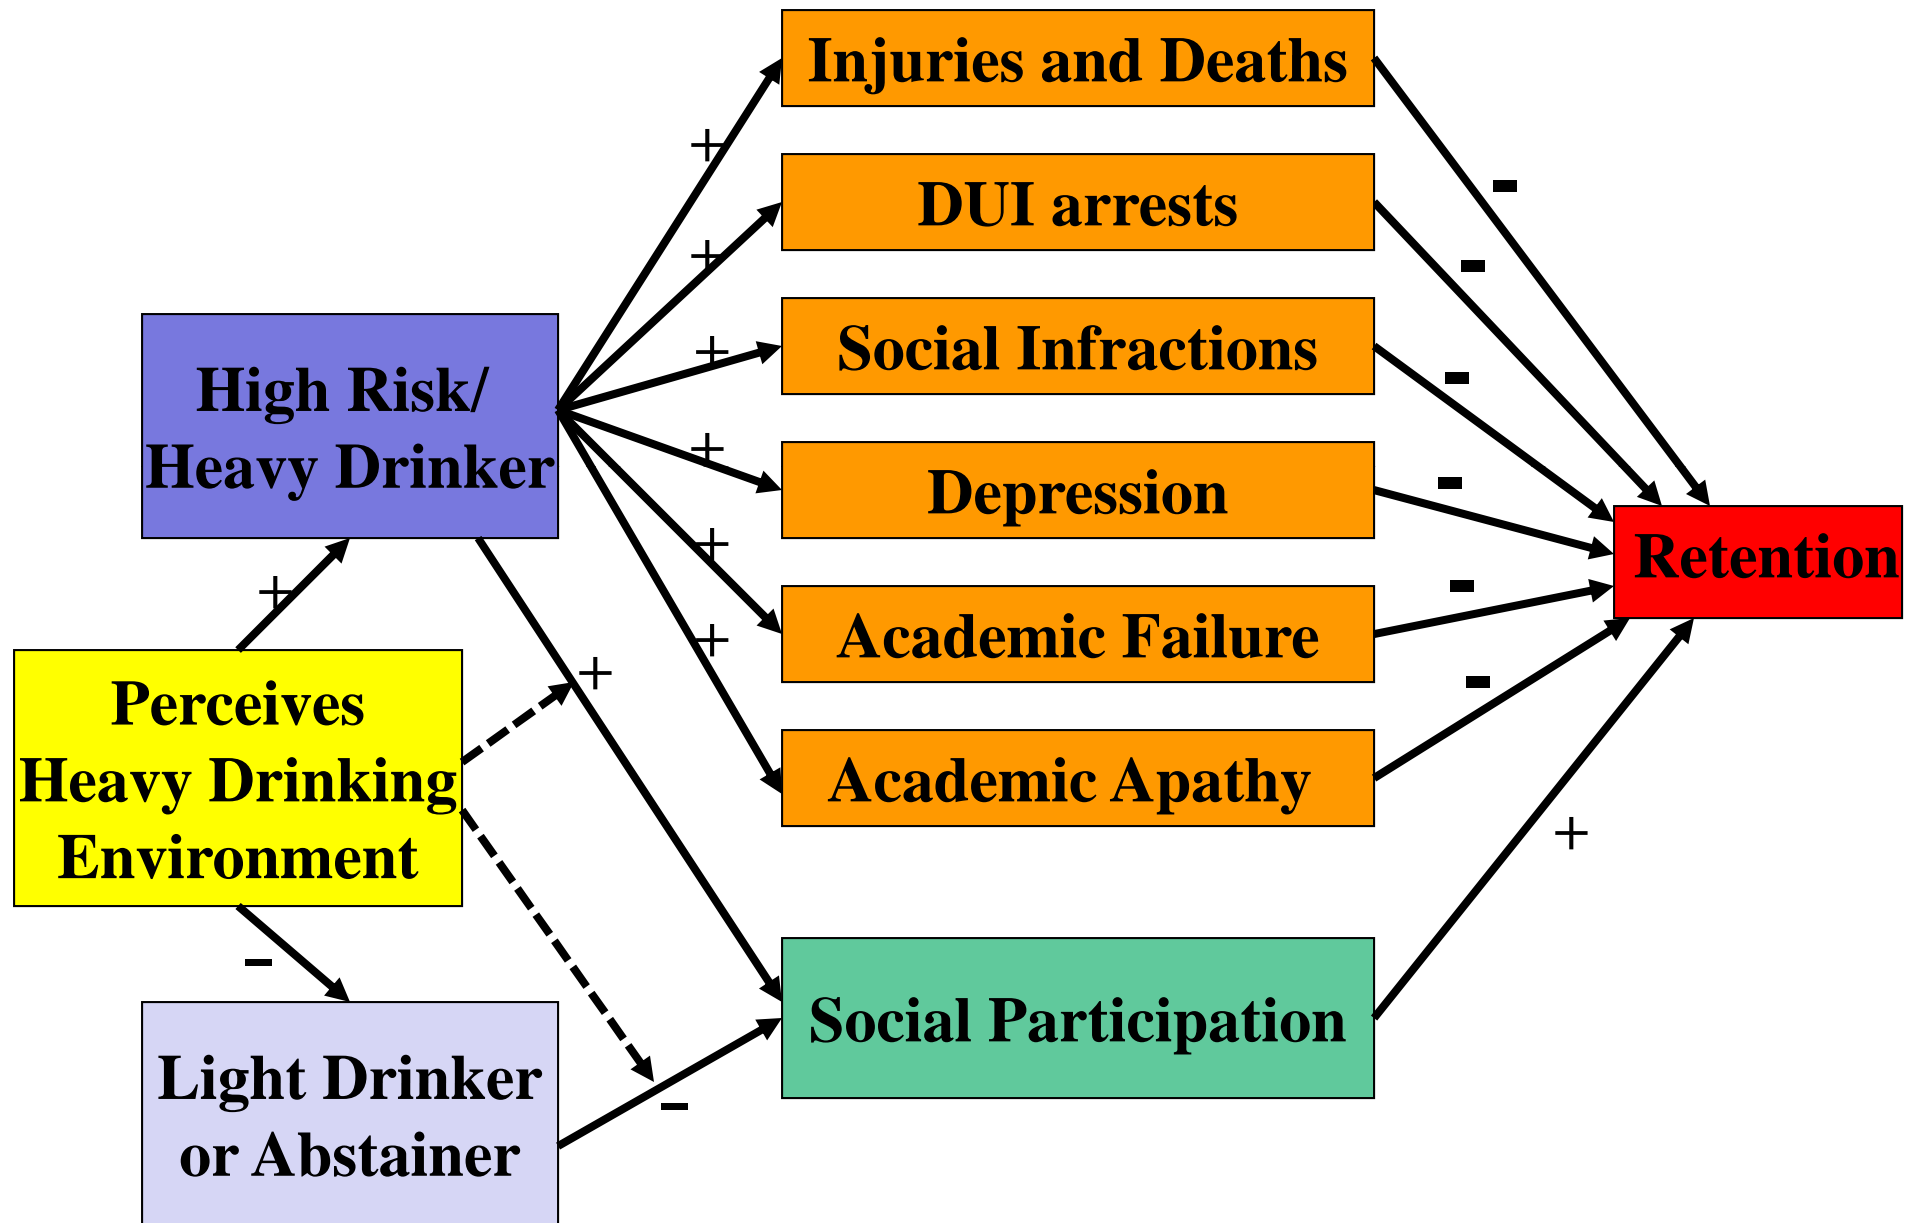 Injuries and Deaths
+
-
DUI arrests
+
-
Social Infractions
+
-
High Risk/
Heavy Drinker
Depression
+
-
Retention
+
Academic Failure
+
-
+
+
Academic Apathy
-
Perceives
Heavy Drinking
Environment
+
-
Social Participation
Light Drinker
or Abstainer
-